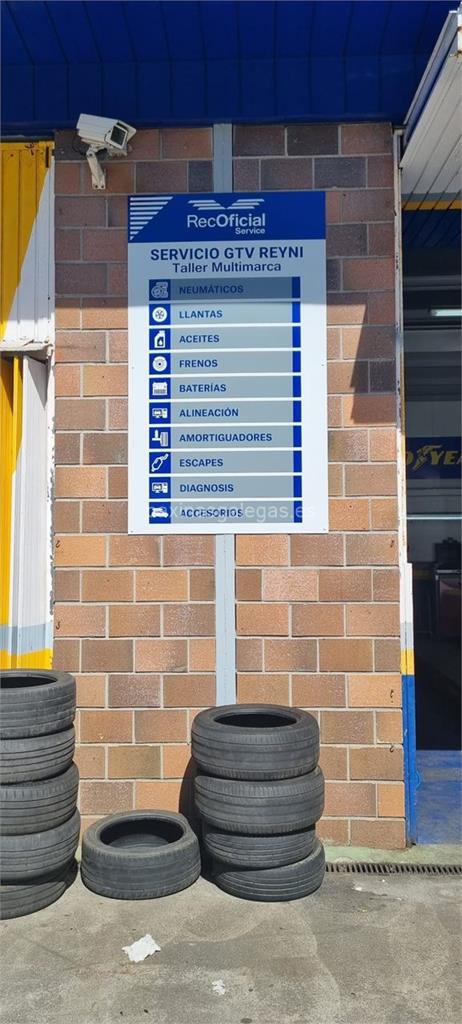 RecOficial
Service
SERVICIO GTV REYNI
Taller Multimarca
NEUMÁTICOS
LLANTAS
ACEITES
FRENOS
BATERÍAS
ALINEACIÓN
AMORTIGUADORES
ESCAPES
DIAGNOSIS
ACCESORIOS